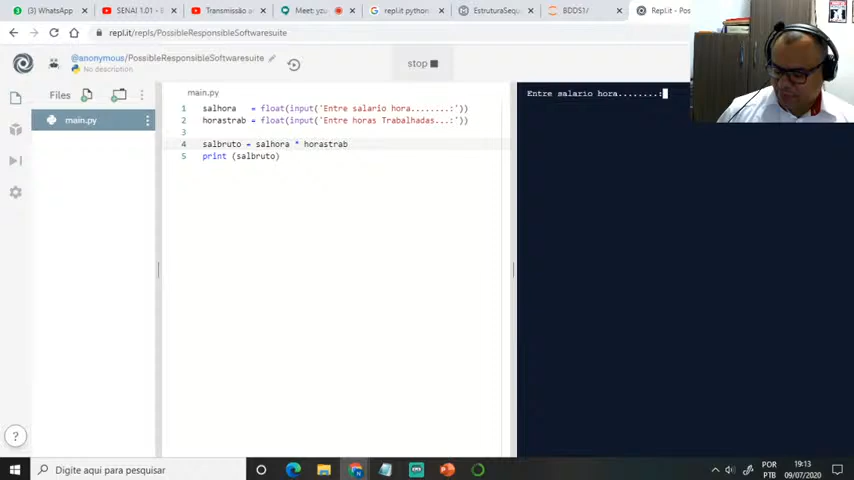 (3) WhatsApp
SENAI 1.01 -
Transmissão a
Meet: yzu
repl.it python
EstruturaSequ
BDDS1/
Repl.it - Pos
repl.it/repls/PossibleResponsibleSoftwaresuite
@anonymous/PossibleResponsibleSoftwaresuite
No description
stop
Files
main.py
main.py
1 salhora = float(input('Entre salario hora........:'))
2 horastrab = float(input('Entre horas Trabalhadas...:'))
3
4 salbruto = salhora * horastrab
5 print (salbruto)
Entre salario hora........:
?
Digite aqui para pesquisar
POR
PTB
19:13
09/07/2020